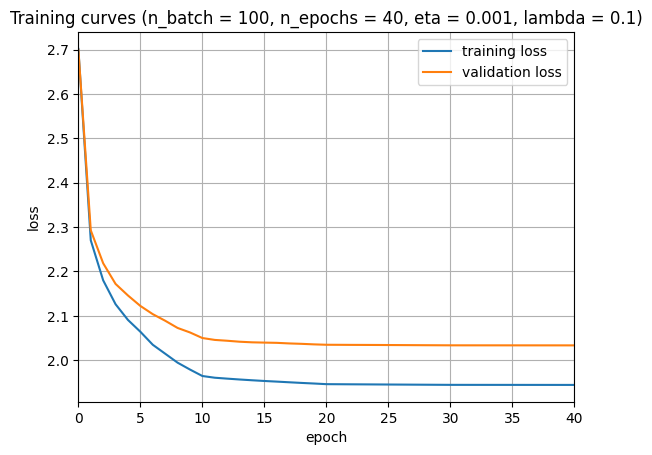 Training curves (n_batch = 100, n_epochs = 40, eta = 0.001, lambda = 0.1)
training loss
validation loss
2.7
2.6
2.5
2.4
2.3
2.2
2.1
2.0
loss
0 5 10 15 20 25 30 35 40
epoch